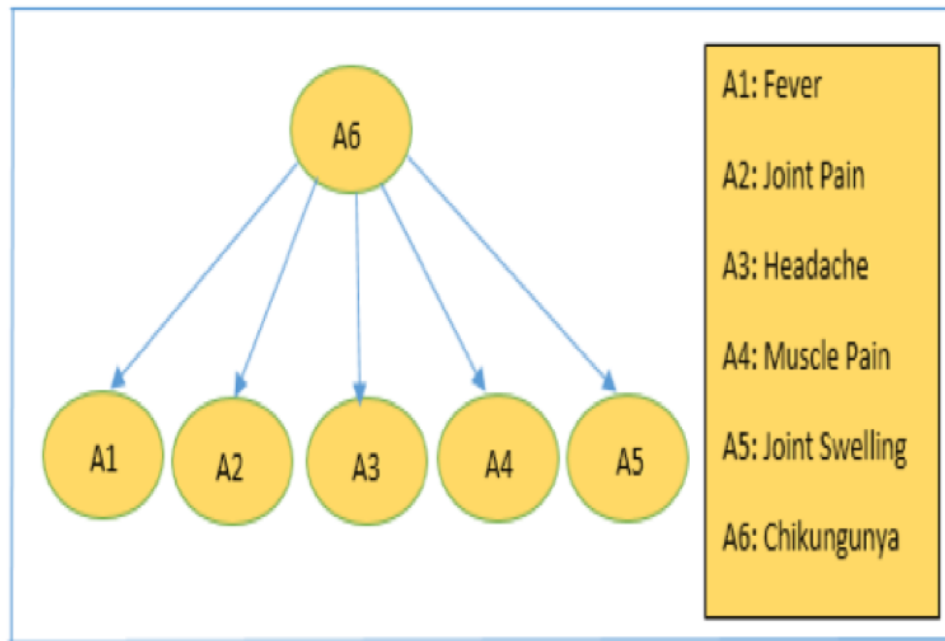 A6
A1
A2
A3
A4
A5
A1: Fever
A2: Joint Pain
A3: Headache
A4: Muscle Pain
A5: Joint Swelling
A6: Chikungunya